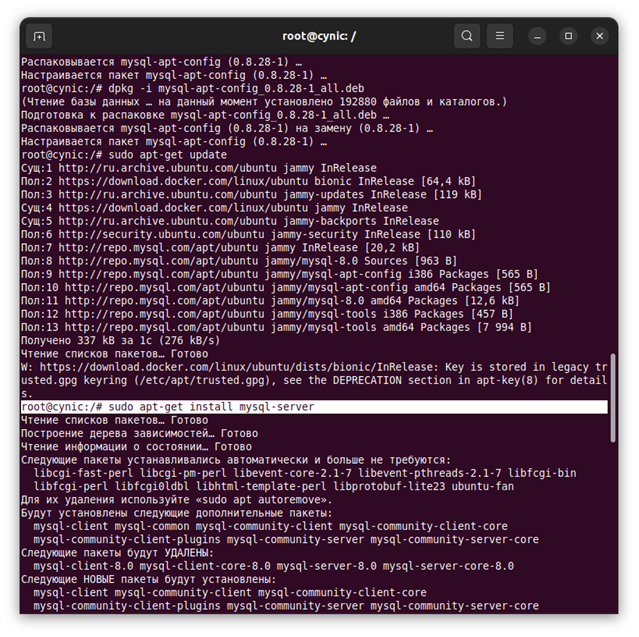 root@cynic: /
Распаковывается mysql-apt-config (0.8.28-1) …
Настраивается пакет mysql-apt-config (0.8.28-1) …
root@cynic:/# dpkg -i mysql-apt-config_0.8.28-1_all.deb
(Чтение базы данных … на данный момент установлено 192880 файлов и каталогов.)
Подготовка к распаковке mysql-apt-config_0.8.28-1_all.deb …
Распаковывается mysql-apt-config (0.8.28-1) на замену (0.8.28-1) …
Настраивается пакет mysql-apt-config (0.8.28-1) …
root@cynic:/# sudo apt-get update
Сущ:1 http://ru.archive.ubuntu.com/ubuntu jammy InRelease
Пол:2 https://download.docker.com/linux/ubuntu bionic InRelease [64,4 kB]
Пол:3 http://ru.archive.ubuntu.com/ubuntu jammy-updates InRelease [119 kB]
Сущ:4 https://download.docker.com/linux/ubuntu jammy InRelease
Сущ:5 http://ru.archive.ubuntu.com/ubuntu jammy-backports InRelease
Пол:6 http://security.ubuntu.com/ubuntu jammy-security InRelease [110 kB]
Пол:7 http://repo.mysql.com/apt/ubuntu jammy InRelease [20,2 kB]
Пол:8 http://repo.mysql.com/apt/ubuntu jammy/mysql-8.0 Sources [963 B]
Пол:9 http://repo.mysql.com/apt/ubuntu jammy/mysql-apt-config i386 Packages [565 B]
Пол:10 http://repo.mysql.com/apt/ubuntu jammy/mysql-apt-config amd64 Packages [565 B]
Пол:11 http://repo.mysql.com/apt/ubuntu jammy/mysql-8.0 amd64 Packages [12,6 kB]
Пол:12 http://repo.mysql.com/apt/ubuntu jammy/mysql-tools i386 Packages [457 B]
Пол:13 http://repo.mysql.com/apt/ubuntu jammy/mysql-tools amd64 Packages [7 994 B]
Получено 337 kB за 1с (276 kB/s)
Чтение списков пакетов… Готово
W: https://download.docker.com/linux/ubuntu/dists/bionic/InRelease: Key is stored in legacy tr
usted.gpg keyring (/etc/apt/trusted.gpg), see the DEPRECATION section in apt-key(8) for detail
s.
root@cynic:/# sudo apt-get install mysql-server
Чтение списков пакетов… Готово
Построение дерева зависимостей… Готово
Чтение информации о состоянии… Готово
Следующие пакеты устанавливались автоматически и больше не требуются:
libcgi-fast-perl libcgi-pm-perl libevent-core-2.1-7 libevent-pthreads-2.1-7 libfcgi-bin
libfcgi-perl libfcgi0ldbl libhtml-template-perl libprotobuf-lite23 ubuntu-fan
Для их удаления используйте «sudo apt autoremove».
Будут установлены следующие дополнительные пакеты:
mysql-client mysql-common mysql-community-client mysql-community-client-core
mysql-community-client-plugins mysql-community-server mysql-community-server-core
Следующие пакеты будут УДАЛЕНЫ:
mysql-client-8.0 mysql-client-core-8.0 mysql-server-8.0 mysql-server-core-8.0
Следующие НОВЫЕ пакеты будут установлены:
mysql-client mysql-community-client mysql-community-client-core
mysql-community-client-plugins mysql-community-server mysql-community-server-core